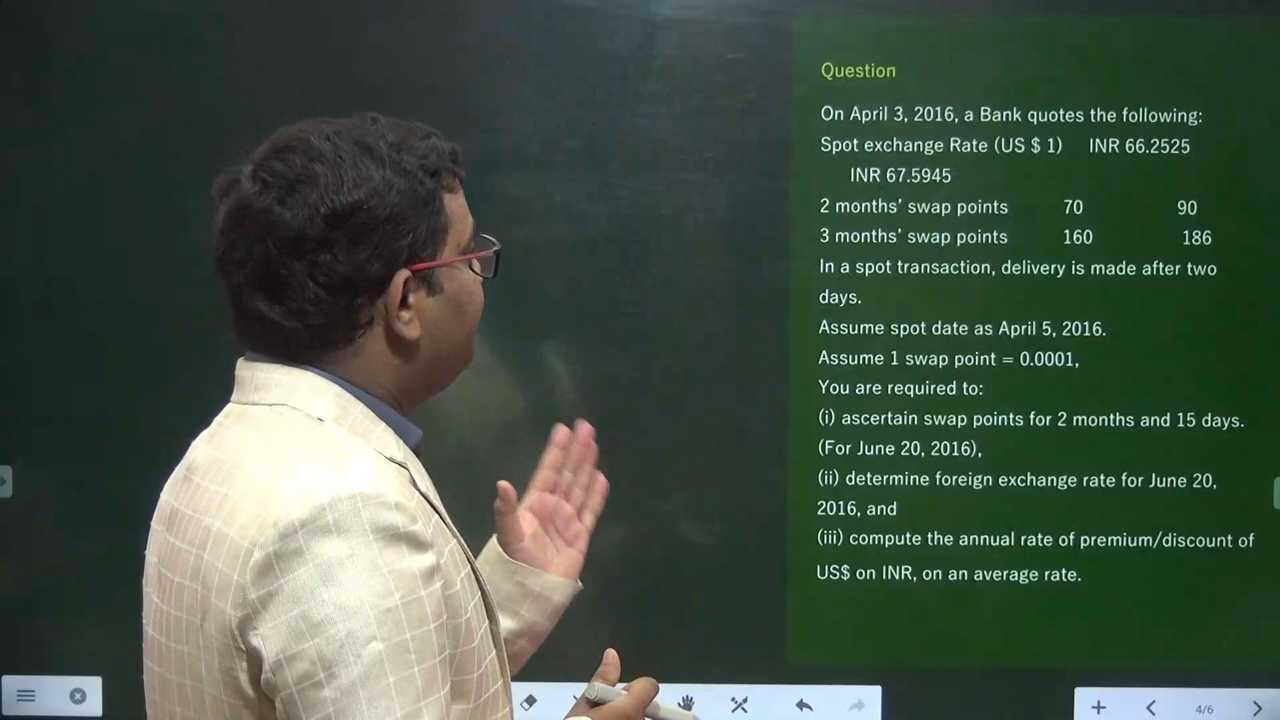 Question
On April 3, 2016, a Bank quotes the following:
Spot exchange Rate (US $ 1) INR 66.2525
INR 67.5945
2 months' swap points 70 90
3 months' swap points 160 186
In a spot transaction, delivery is made after two
days.
Assume spot date as April 5, 2016.
Assume 1 swap point = 0.0001,
You are required to:
(i) ascertain swap points for 2 months and 15 days.
(For June 20, 2016),
(ii) determine foreign exchange rate for June 20,
2016, and
(iii) compute the annual rate of premium/discount of
US$ on INR, on an average rate.
4/6